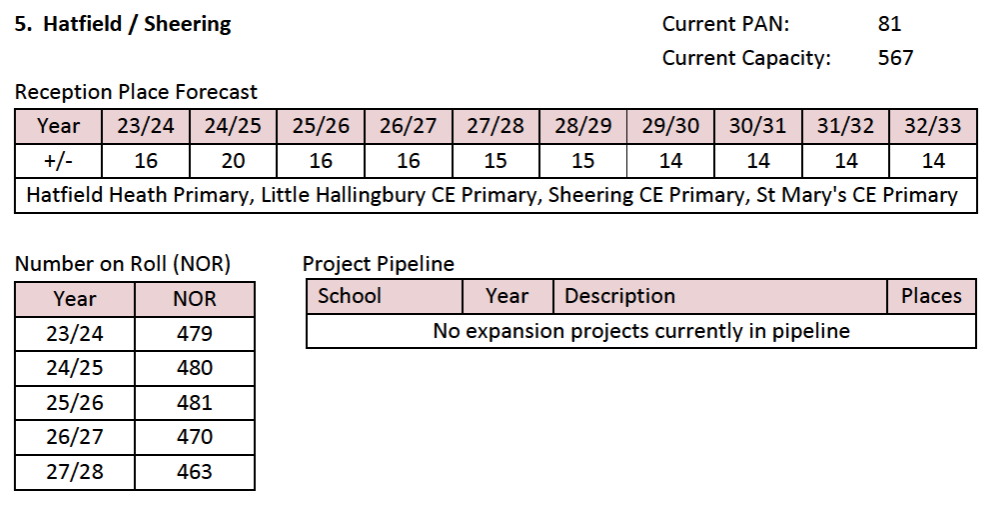 5. Hatfield / Sheering
Current PAN: 81
Current Capacity: 567
Reception Place Forecast
Year 23/24 24/25 25/26 26/27 27/28 28/29 29/30 30/31 31/32 32/33
+/- 16 20 16 16 15 15 14 14 14 14
Hatfield Heath Primary, Little Hallingbury CE Primary, Sheering CE Primary, St Mary's CE Primary
Number on Roll (NOR)
Year NOR
23/24 479
24/25 480
25/26 481
26/27 470
27/28 463
Project Pipeline
School Year Description Places
No expansion projects currently in pipeline